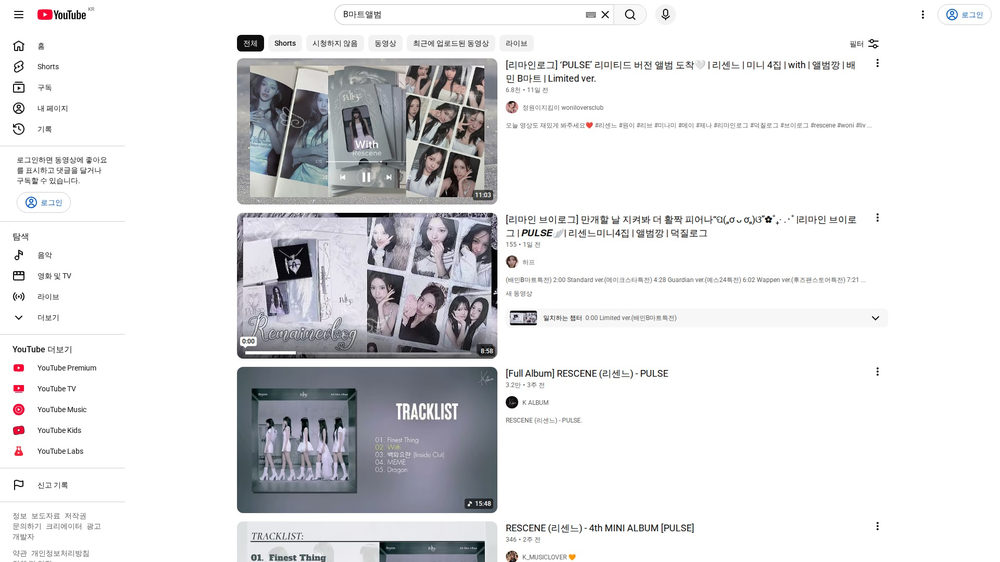 YouTube KR
B마트앨범
로그인
홈
Shorts
구독
내 페이지
기록
로그인하면 동영상에 좋아요
를 표시하고 댓글을 달거나
구독할 수 있습니다.
로그인
탐색
음악
영화 및 TV
라이브
더보기
YouTube 더보기
YouTube Premium
YouTube TV
YouTube Music
YouTube Kids
YouTube Labs
신고 기록
정보 보도자료 저작권
문의하기 크리에이터 광고
개발자
약관 개인정보처리방침
전체 Shorts 시청하지 않음 동영상 최근에 업로드된 동영상 라이브
필터
With
Rescene
11:03
[리마인로그] ‘PULSE’ 리미티드 버전 앨범 도착🤍 | 리센느 | 미니 4집 | with | 앨범깡 | 배
민 B마트 | Limited ver.
6.8천 • 11일 전
정원이지킴이 woniloversclub
오늘 영상도 재밌게 봐주세요❤️ #리센느 #원이 #리브 #미나미 #메이 #제나 #리마인로그 #덕질로그 #브이로그 #rescene #woni #liv ...
Remainevlog
0:00
8:58
[리마인 브이로그] 만개할 날 지켜봐 더 활짝 피어나 |리마인 브이로
그 | PULSE | 리센느미니4집 | 앨범깡 | 덕질로그
155 • 1일 전
하프
(배민B마트특전) 2:00 Standard ver.(메이크스타특전) 4:28 Guardian ver.(예스24특전) 6:02 Wappen ver.(후즈팬스토어특전) 7:21 ...
새 동영상
일치하는 챕터 0:00 Limited ver.(배민B마트특전)
TRACKLIST
01. Finest Thing
02. With
03. 백일요란 (Inside Out)
04. MEME
05. Dragon
15:48
[Full Album] RESCENE (리센느) - PULSE
3.2만 • 3주 전
K ALBUM
RESCENE (리센느) - PULSE.
TRACKLIST:
01. Finest Thing
RESCENE (리센느) - 4th MINI ALBUM [PULSE]
346 • 2주 전
K_MUSICLOVER 🧡